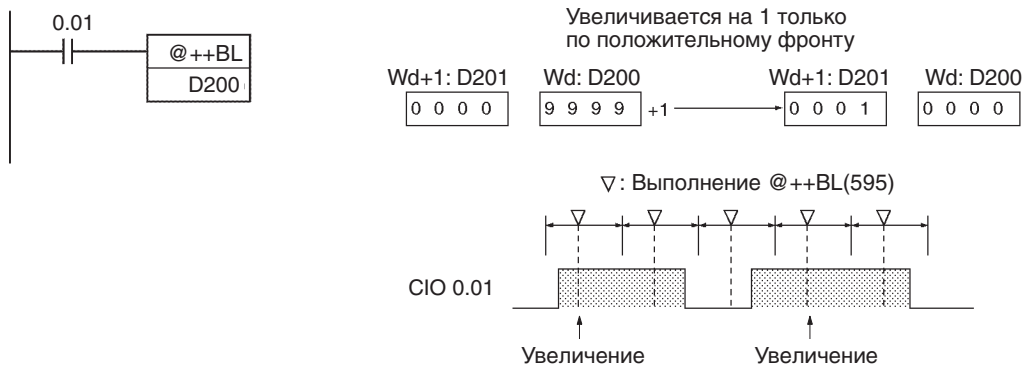 0.01
@++BL
D200
Увеличивается на 1 только
по положительному фронту
Wd+1: D201 Wd: D200 Wd+1: D201 Wd: D200
0 0 0 0 9 9 9 9 +1 0 0 0 1 0 0 0 0
▽: Выполнение @++BL(595)
CIO 0.01
Увеличение Увеличение